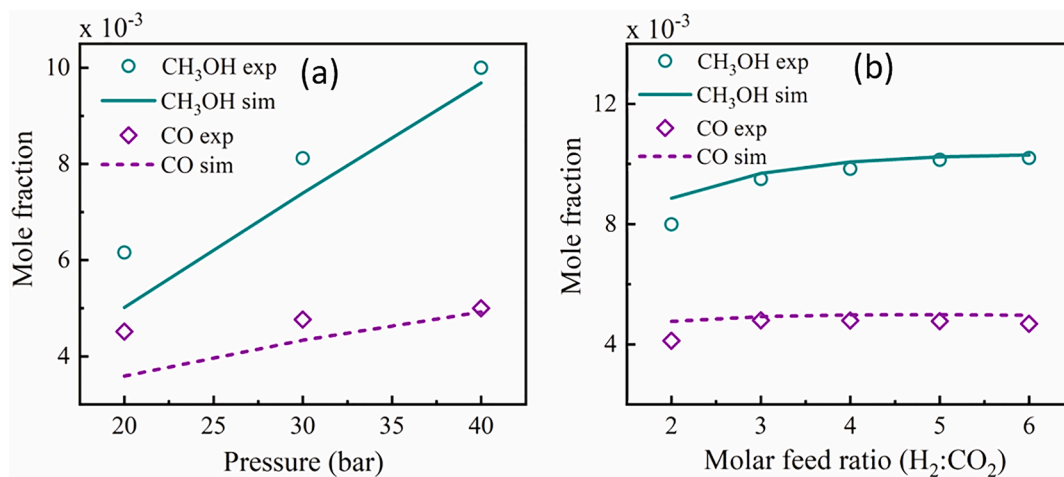 x 10⁻³
10
8
6
4
Mole fraction
CH₃OH exp
CH₃OH sim
CO exp
CO sim
(a)
20
25
30
35
40
Pressure (bar)
x 10⁻³
12
8
4
Mole fraction
CH₃OH exp
CH₃OH sim
CO exp
CO sim
(b)
2
3
4
5
6
Molar feed ratio (H₂:CO₂)